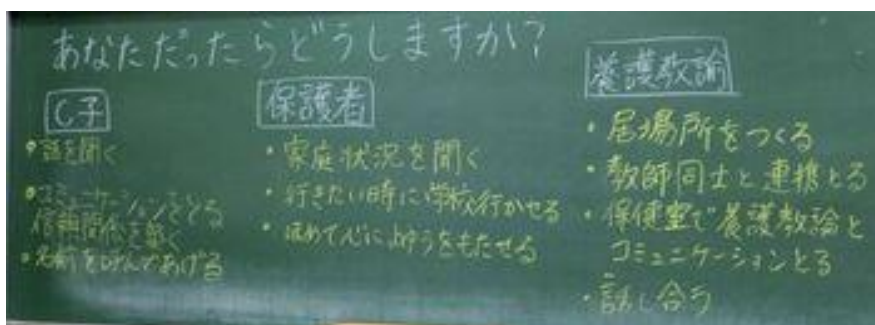 あなただったらどうしますか?
C子
・話を聞く
・コミュニケーションをとる
信頼関係を築く
・名前を呼んであげる
保護者
・家庭状況を聞く
・行きたい時に学校行かせる
・ほめて心によゆうをもたせる
養護教諭
・居場所をつくる
・教師同士と連携とる
・保健室で養護教諭と
コミュニケーションとる
・話し合う